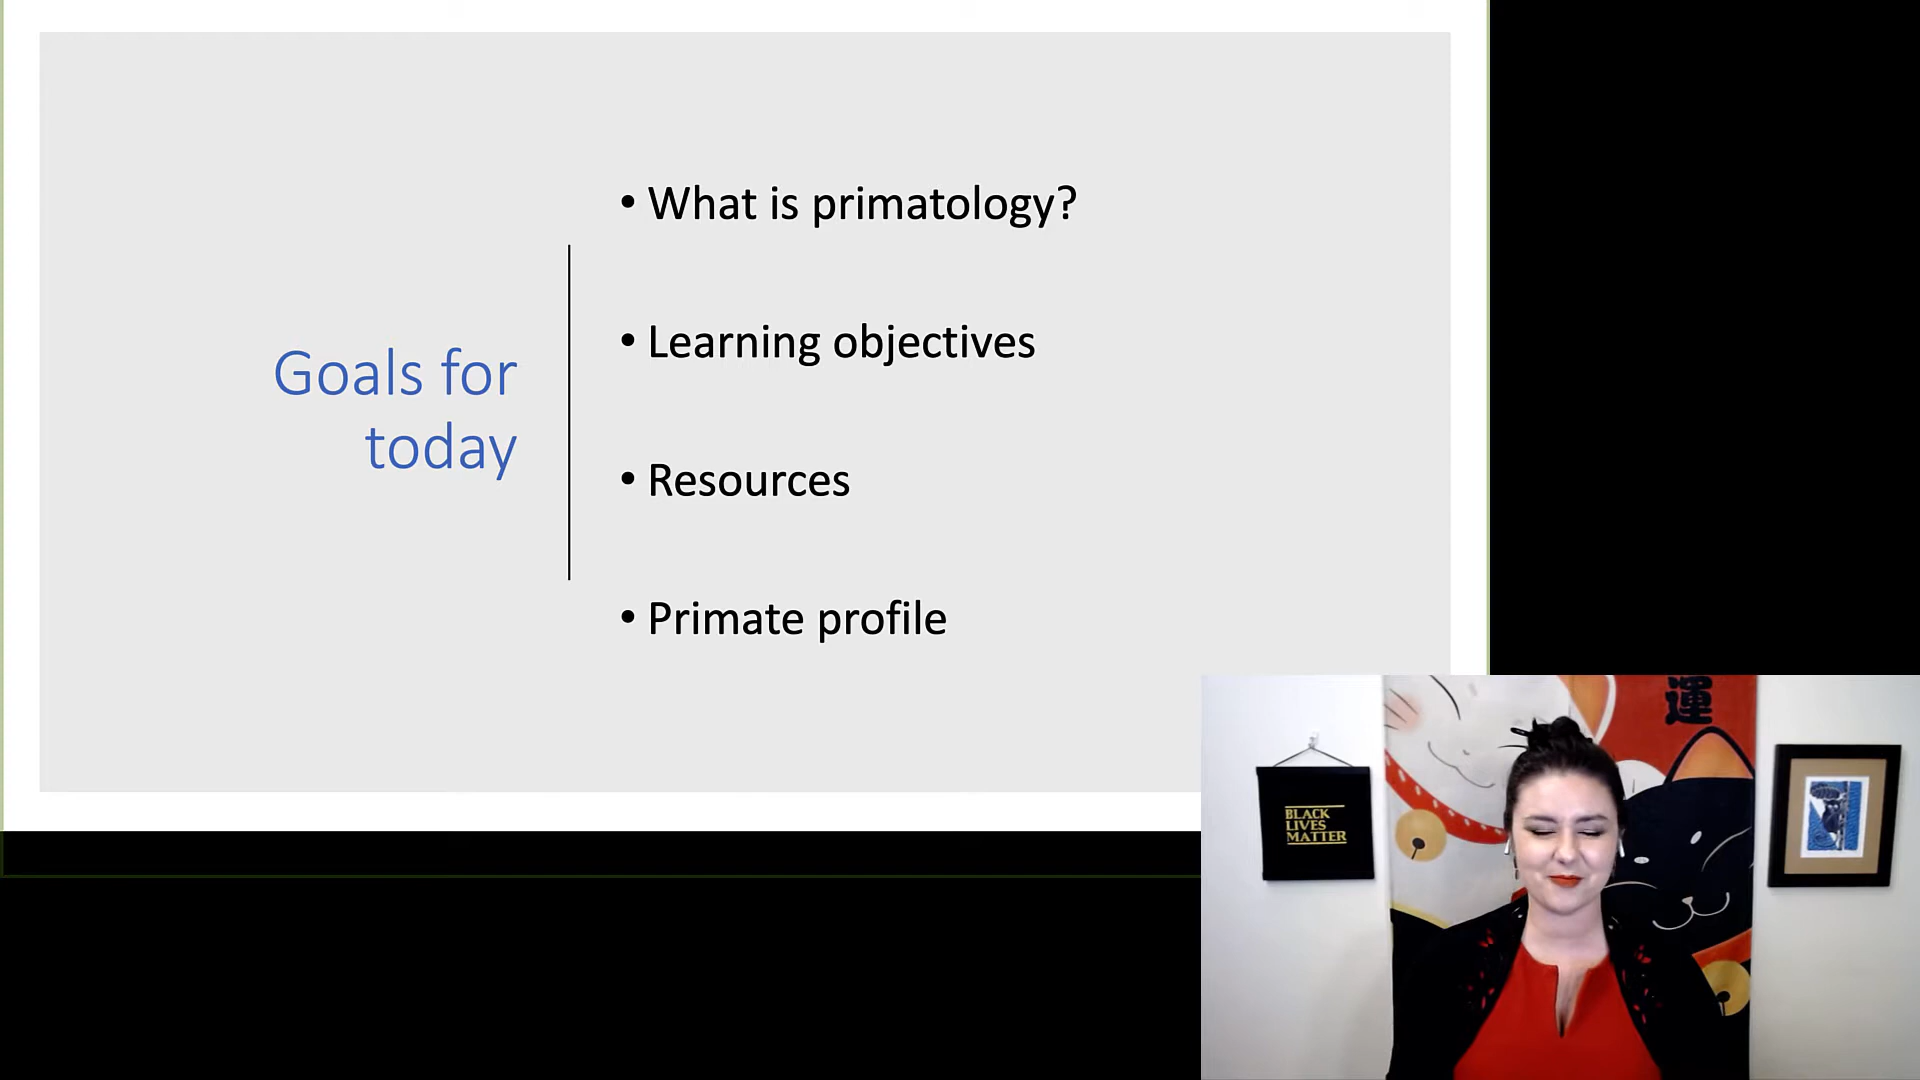 Goals for
today
• What is primatology?
• Learning objectives
• Resources
• Primate profile
運
BLACK
LIVES
MATTER